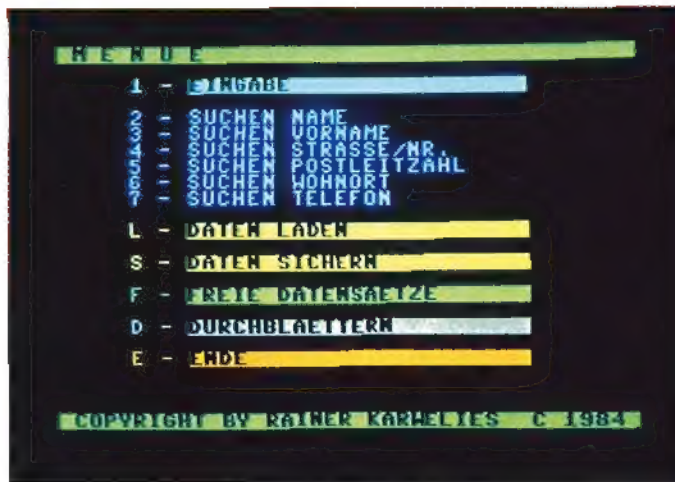 M E N U E
1 - EINGABE
2 - SUCHEN NAME
3 - SUCHEN VORNAME
4 - SUCHEN STRASSE/NR.
5 - SUCHEN POSTLEITZAHL
6 - SUCHEN WOHNORT
7 - SUCHEN TELEFON
L - DATEN LADEN
S - DATEN SICHERN
F - FREIE DATENSAETZE
D - DURCHBLAETTERN
E - ENDE
COPYRIGHT BY RAINER KARWELIES C 1984